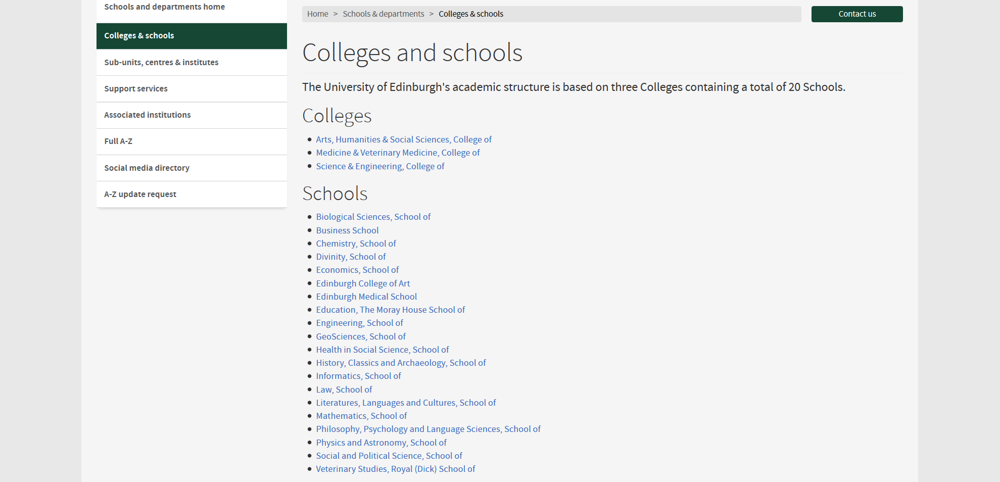 Schools and departments home
Colleges & schools
Sub-units, centres & institutes
Support services
Associated institutions
Full A-Z
Social media directory
A-Z update request
Home > Schools & departments > Colleges & schools
Contact us
Colleges and schools
The University of Edinburgh's academic structure is based on three Colleges containing a total of 20 Schools.
Colleges
Arts, Humanities & Social Sciences, College of
Medicine & Veterinary Medicine, College of
Science & Engineering, College of
Schools
Biological Sciences, School of
Business School
Chemistry, School of
Divinity, School of
Economics, School of
Edinburgh College of Art
Edinburgh Medical School
Education, The Moray House School of
Engineering, School of
GeoSciences, School of
Health in Social Science, School of
History, Classics and Archaeology, School of
Informatics, School of
Law, School of
Literatures, Languages and Cultures, School of
Mathematics, School of
Philosophy, Psychology and Language Sciences, School of
Physics and Astronomy, School of
Social and Political Science, School of
Veterinary Studies, Royal (Dick) School of